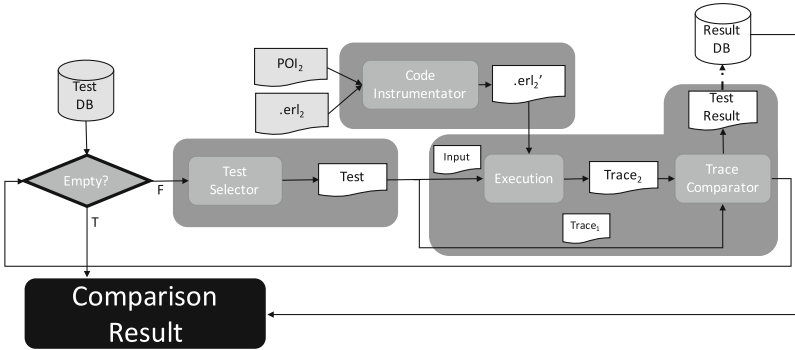 Result
DB
POI₂
Code
Instrumentator
.erl₂'
.erl₂
Test
DB
Test
Result
Empty?
F
T
Test
Selector
Test
Input
Execution
Trace₂
Trace
Comparator
Trace₁
Comparison
Result